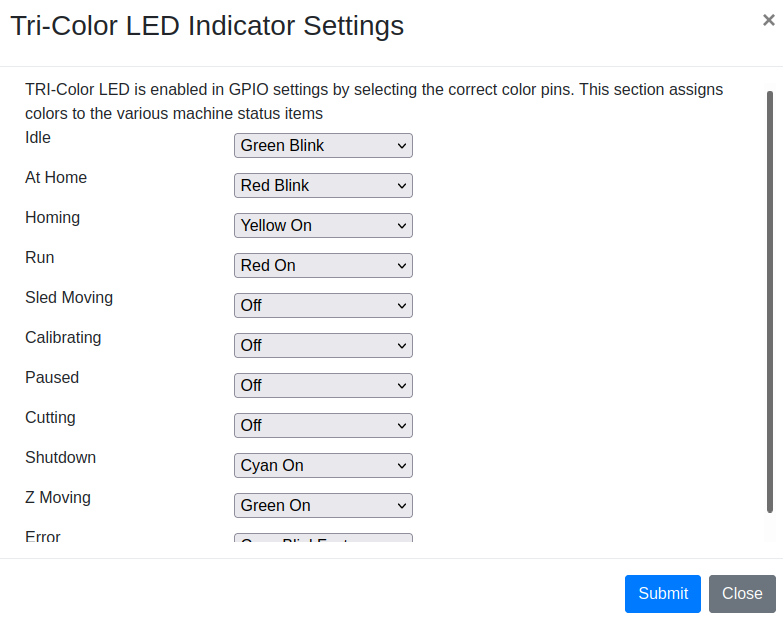 Tri-Color LED Indicator Settings
×
TRI-Color LED is enabled in GPIO settings by selecting the correct color pins. This section assigns
colors to the various machine status items
Idle
Green Blink
At Home
Red Blink
Homing
Yellow On
Run
Red On
Sled Moving
Off
Calibrating
Off
Paused
Off
Cutting
Off
Shutdown
Cyan On
Z Moving
Green On
Error
Submit
Close